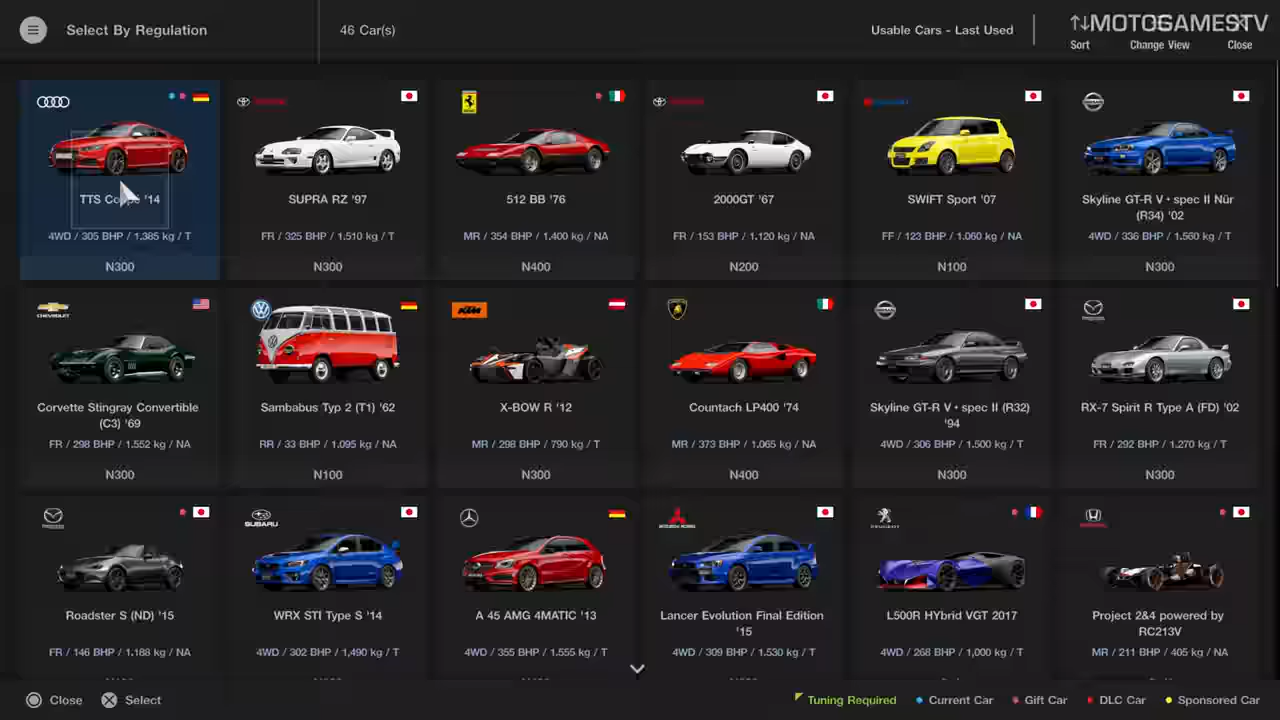 Select By Regulation
46 Car(s)
Usable Cars - Last Used
MOTOGAMESTV
Sort
Change View
Close
'14
4WD / 305 BHP / 1.385 kg / T
N300
SUPRA RZ '97
FR / 325 BHP / 1.510 kg / T
N300
512 BB '76
MR / 354 BHP / 1.400 kg / NA
N400
2000GT '67
FR / 153 BHP / 1.120 kg / NA
N200
SWIFT Sport '07
FF / 123 BHP / 1.060 kg / NA
N100
Skyline GT-R V • spec II Nür
(R34) '02
4WD / 336 BHP / 1.560 kg / T
N300
CHEVROLET
Corvette Stingray Convertible
(C3) '69
FR / 298 BHP / 1.552 kg / NA
N300
Sambabus Typ 2 (T1) '62
RR / 33 BHP / 1.095 kg / NA
N100
KTM
X-BOW R '12
MR / 298 BHP / 790 kg / T
N300
Countach LP400 '74
MR / 373 BHP / 1.065 kg / NA
N400
Skyline GT-R V • spec II (R32)
'94
4WD / 306 BHP / 1.500 kg / T
N300
RX-7 Spirit R Type A (FD) '02
FR / 292 BHP / 1.270 kg / T
N300
Roadster S (ND) '15
FR / 146 BHP / 1.188 kg / NA
SUBARU
WRX STI Type S '14
4WD / 302 BHP / 1,490 kg / T
A 45 AMG 4MATIC '13
4WD / 355 BHP / 1.555 kg / T
Lancer Evolution Final Edition
'15
4WD / 309 BHP / 1.530 kg / T
L500R HYbrid VGT 2017
4WD / 268 BHP / 1,000 kg / T
Project 2&4 powered by
RC213V
MR / 211 BHP / 405 kg / NA
Close
Select
Tuning Required
Current Car
Gift Car
DLC Car
Sponsored Car